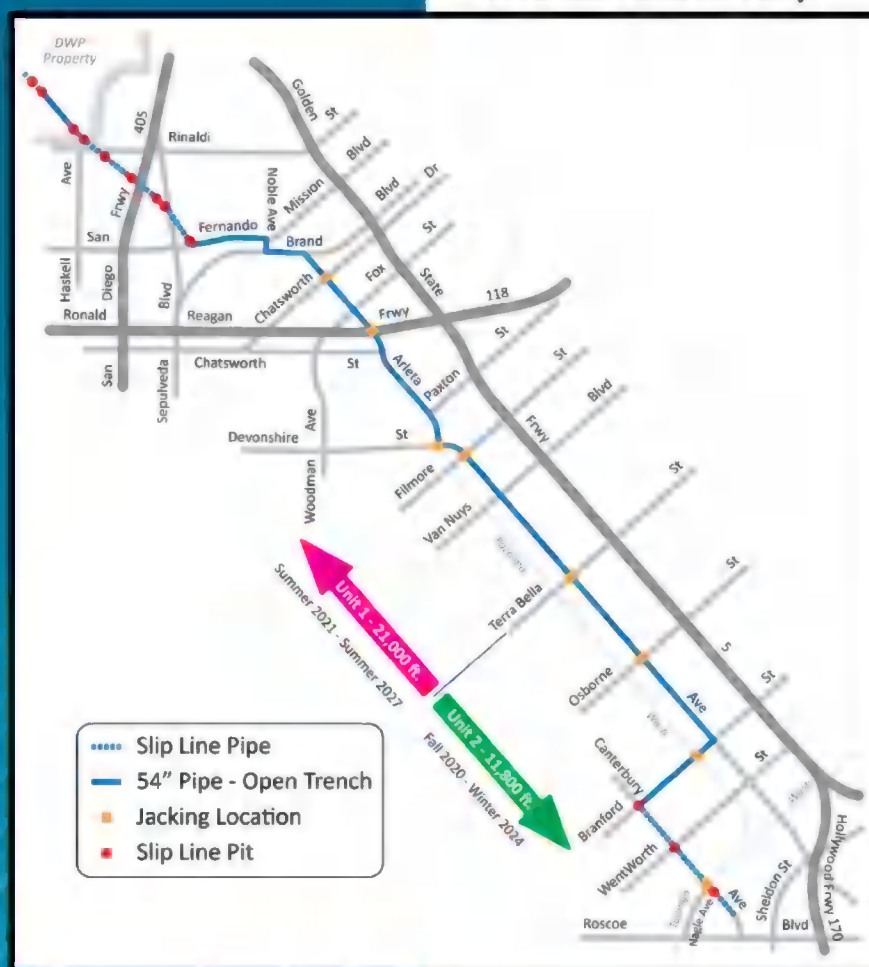 DWP
Property
405
Golden
St
Rinaldi
Blvd
Ave
Frwy
Noble Ave
Mission
Blvd
Dr
San
Fernando
Brand
Fox
St
State
Haskell
Diego
Blvd
Chatsworth
118
Ronald
Reagan
Frwy
St
San
Sepulveda
Chatsworth
St
Arleta
Paxton
St
Blvd
Devonshire
St
Ave
Woodman
Filmore
Frwy
Van Nuys
Pacoima
St
Terra Bella
St
Unit 1 - 21,000 ft.
Summer 2021 - Summer 2027
Osborne
5
St
Ave
Wash
St
Unit 2 - 11,800 ft.
Fall 2020 - Winter 2024
Canterbury
Branford
WentWorth
Ave
Nagle Ave
Sheldon St
Hollywood Frwy 170
Roscoe
Blvd
Slip Line Pipe
54" Pipe - Open Trench
Jacking Location
Slip Line Pit